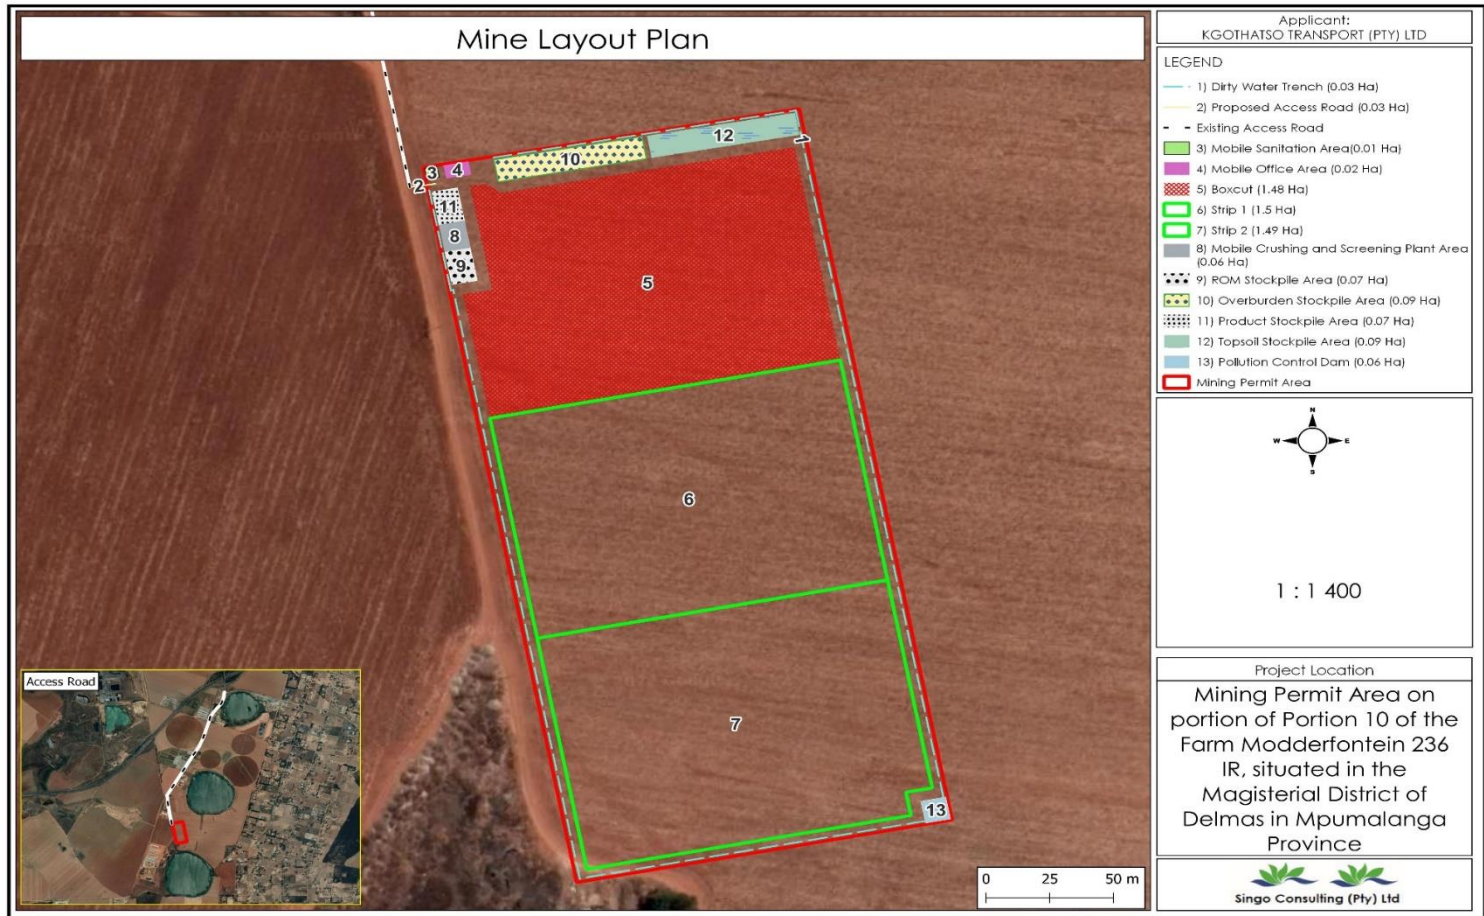 Mine Layout Plan
Applicant:
KGOTHATSO TRANSPORT (PTY) LTD
LEGEND
1) Dirty Water Trench (0.03 Ha)
2) Proposed Access Road (0.03 Ha)
Existing Access Road
3) Mobile Sanitation Area(0.01 Ha)
4) Mobile Office Area (0.02 Ha)
5) Boxcut (1.48 Ha)
6) Strip 1 (1.5 Ha)
7) Strip 2 (1.49 Ha)
8) Mobile Crushing and Screening Plant Area
(0.06 Ha)
9) ROM Stockpile Area (0.07 Ha)
10) Overburden Stockpile Area (0.09 Ha)
11) Product Stockpile Area (0.07 Ha)
12) Topsoil Stockpile Area (0.09 Ha)
13) Pollution Control Dam (0.06 Ha)
Mining Permit Area
N
W E
S
1 : 1 400
Project Location
Mining Permit Area on
portion of Portion 10 of the
Farm Modderfontein 236
IR, situated in the
Magisterial District of
Delmas in Mpumalanga
Province
Singo Consulting (Pty) Ltd
12
1
10
3 4
2
11
8
9
5
6
7
13
Access Road
0 25 50 m